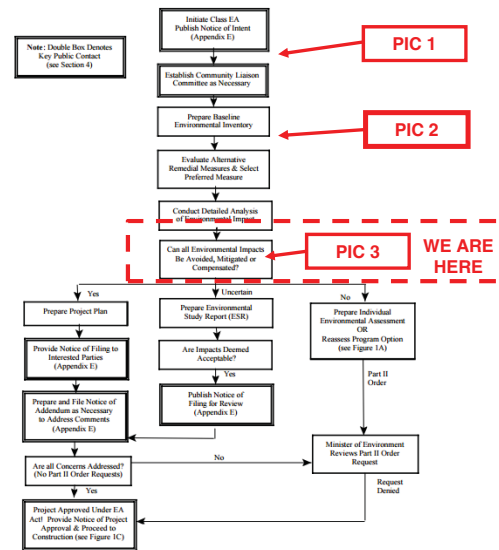 Initiate Class EA
Publish Notice of Intent
(Appendix E)
PIC 1
Note: Double Box Denotes
Key Public Contact
(see Section 4)
Establish Community Liaison
Committee as Necessary
Prepare Baseline
Environmental Inventory
PIC 2
Evaluate Alternative
Remedial Measures & Select
Preferred Measure
Conduct Detailed Analysis
of Environmental Impact
Can all Environmental Impacts
Be Avoided, Mitigated or
Compensated?
PIC 3
WE ARE
HERE
Yes
Uncertain
No
Prepare Project Plan
Prepare Environmental
Study Report (ESR)
Prepare Individual
Environmental Assessment
OR
Reassess Program Option
(see Figure 1A)
Provide Notice of Filing to
Interested Parties
(Appendix E)
Are Impacts Deemed
Acceptable?
Yes
Part II
Order
Prepare and File Notice of
Addendum as Necessary
to Address Comments
(Appendix E)
Publish Notice of
Filing for Review
(Appendix E)
Are all Concerns Addressed?
(No Part II Order Requests)
No
Minister of Environment
Reviews Part II Order
Request
Yes
Request
Denied
Project Approved Under EA
Act! Provide Notice of Project
Approval & Proceed to
Construction (see Figure 1C)